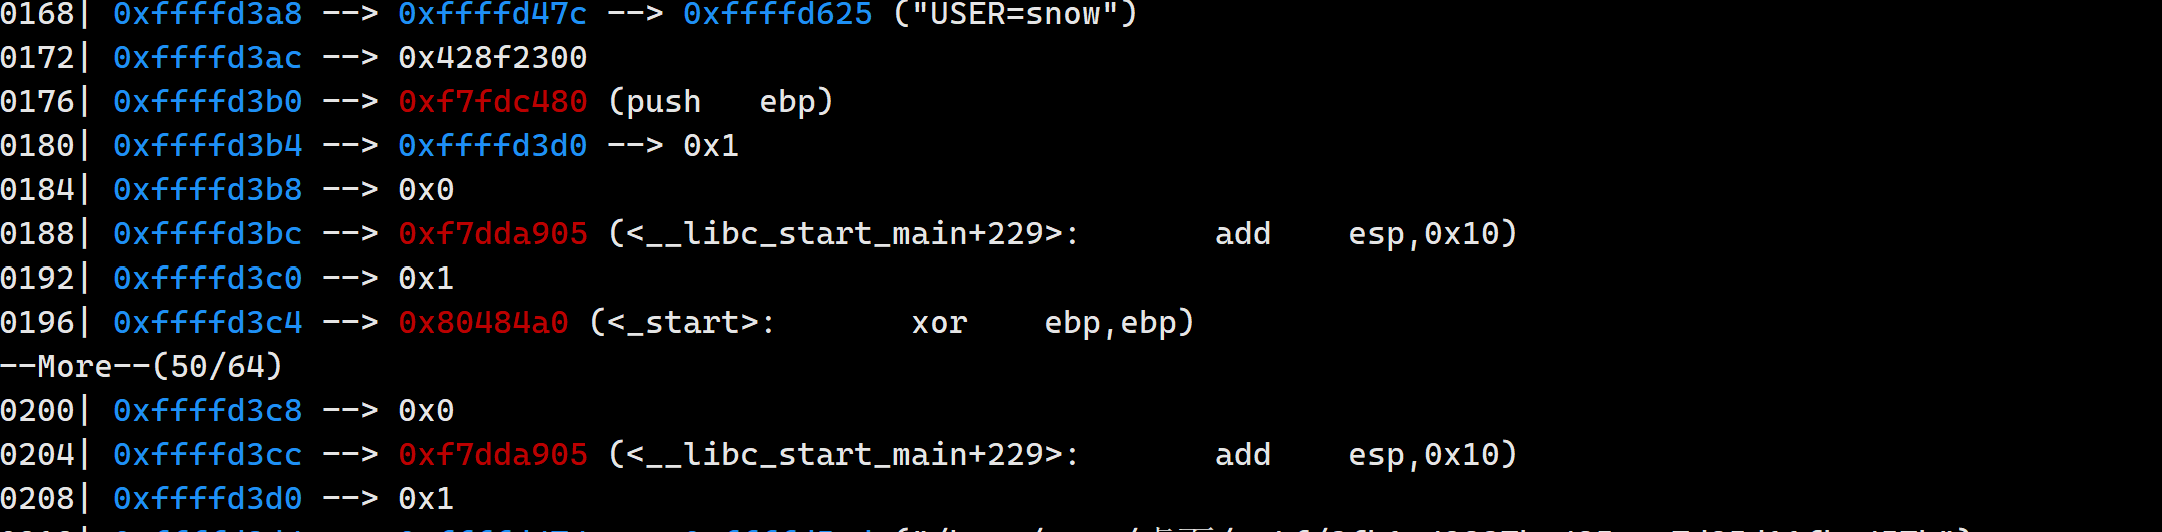 0168| 0xffffd3a8 --> 0xffffd47c --> 0xffffd625 ("USER=snow")
0172| 0xffffd3ac --> 0x428f2300
0176| 0xffffd3b0 --> 0xf7fdc480 (push   ebp)
0180| 0xffffd3b4 --> 0xffffd3d0 --> 0x1
0184| 0xffffd3b8 --> 0x0
0188| 0xffffd3bc --> 0xf7dda905 (<__libc_start_main+229>:       add    esp,0x10)
0192| 0xffffd3c0 --> 0x1
0196| 0xffffd3c4 --> 0x80484a0 (<_start>:       xor    ebp,ebp)
--More--(50/64)
0200| 0xffffd3c8 --> 0x0
0204| 0xffffd3cc --> 0xf7dda905 (<__libc_start_main+229>:       add    esp,0x10)
0208| 0xffffd3d0 --> 0x1